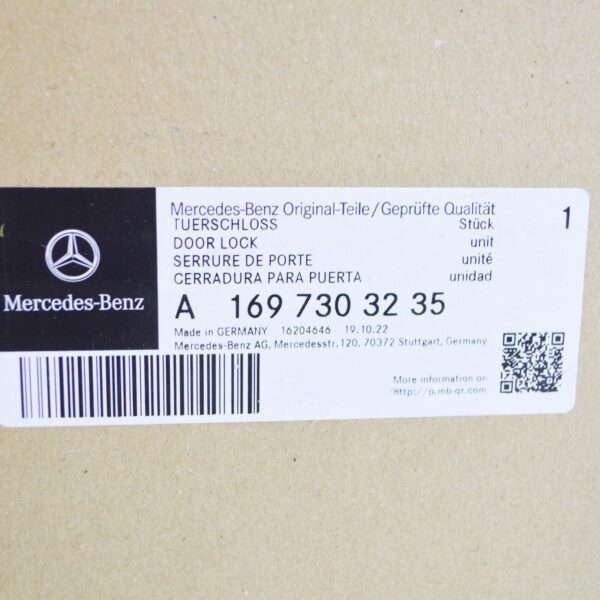 Mercedes-Benz
Mercedes-Benz Original-Teile/Geprüfte Qualität
TUERSCHLOSS Stück 1
DOOR LOCK unit
SERRURE DE PORTE unité
CERRADURA PARA PUERTA unidad
A 169 730 32 35
Made in GERMANY 16204646 19.10.22
Mercedes-Benz AG, Mercedesstr.120, 70372 Stuttgart, Germany
More information on
http://p.mb-qr.com